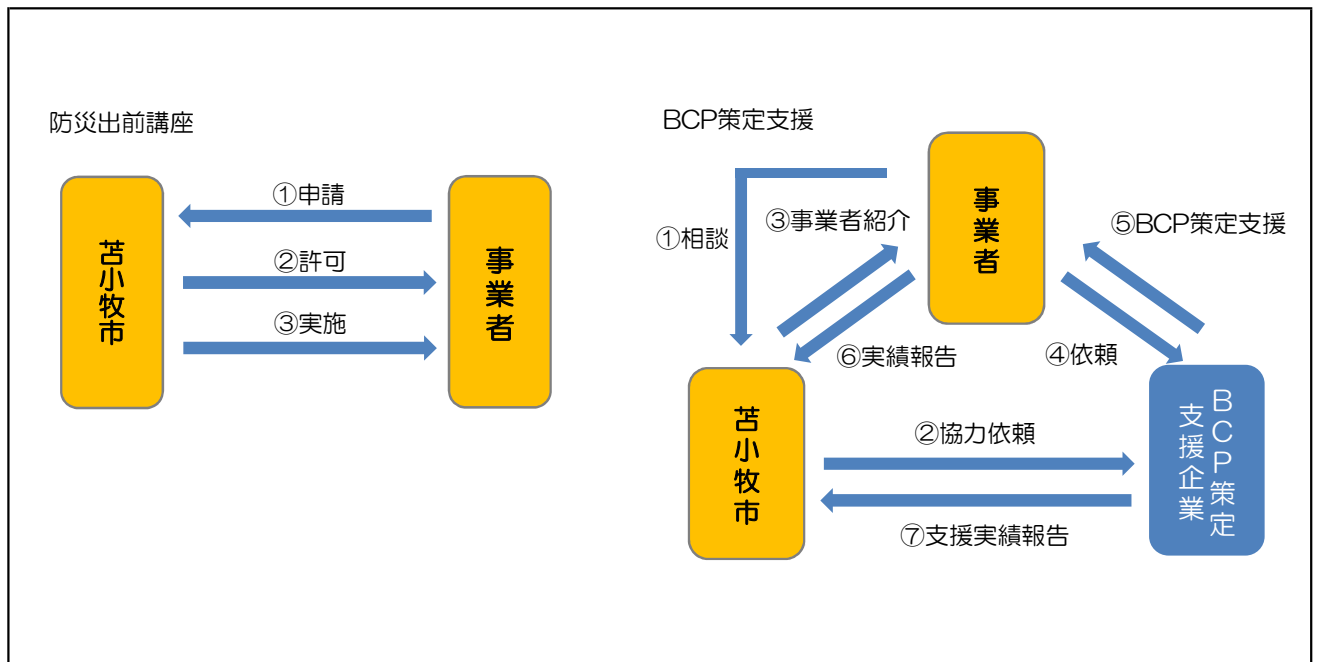 防災出前講座
①申請
②許可
③実施
苫小牧市
事業者
BCP策定支援
事業者
①相談
③事業者紹介
⑤BCP策定支援
⑥実績報告
④依頼
苫小牧市
②協力依頼
⑦支援実績報告
BCP策定
支援企業